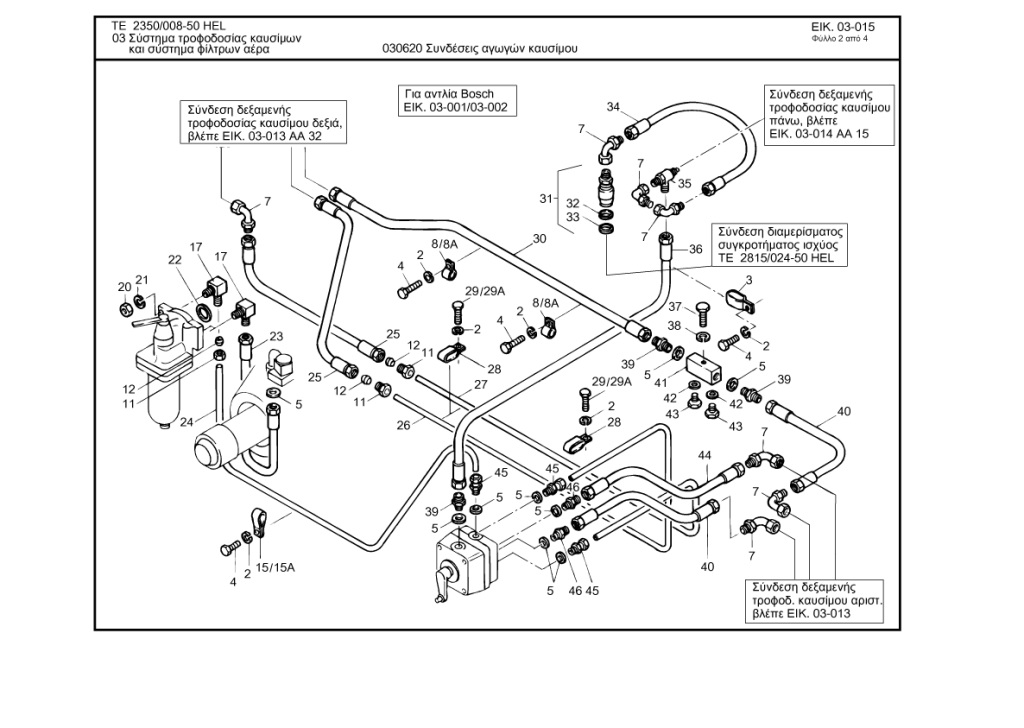 TE 2350/008-50 HEL
03 Σύστημα τροφοδοσίας καυσίμων
και σύστημα φίλτρων αέρα
030620 Συνδέσεις αγωγών καυσίμου
ΕΙΚ. 03-015
Φύλλο 2 από 4
Για αντλία Bosch
ΕΙΚ. 03-001/03-002
Σύνδεση δεξαμενής
τροφοδοσίας καυσίμου δεξιά,
βλέπε ΕΙΚ. 03-013 ΑΑ 32
Σύνδεση δεξαμενής
τροφοδοσίας καυσίμου
πάνω, βλέπε
ΕΙΚ. 03-014 ΑΑ 15
34
7
7
35
31
32
33
7
7
30
36
Σύνδεση διαμερίσματος
συγκροτήματος ισχύος
TE 2815/024-50 HEL
17
17
22
21
20
8/8A
2
4
29/29A
2
28
8/8A
2
4
3
37
38
2
4
23
25
12
11
27
25
12
11
26
5
39
5
41
5
39
42
43
42
43
12
11
24
5
29/29A
2
28
40
44
7
7
7
45
39
5
5
45
46
5
5
15/15A
2
4
5
46
45
40
Σύνδεση δεξαμενής
τροφοδ. καυσίμου αριστ.
βλέπε ΕΙΚ. 03-013